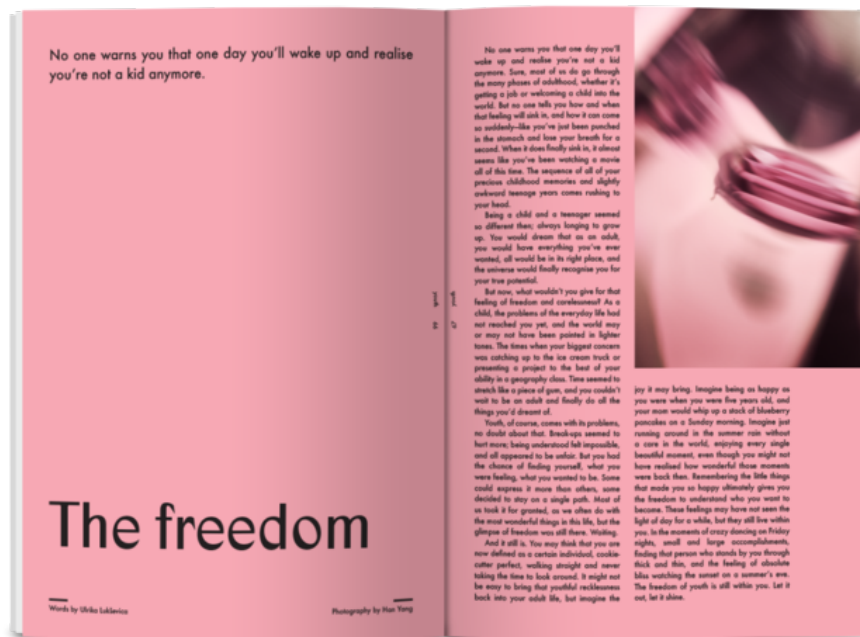 No one warns you that one day you'll wake up and realise
you're not a kid anymore.
The freedom
Words by Ulrika Lukševica
Photography by Han Yang
No one warns you that one day you'll
wake up and realise you're not a kid
anymore. Sure, most of us do go through
the many phases of adulthood, whether it's
getting a job or welcoming a child into the
world. But no one tells you how and when
that feeling will sink in, and how it can come
so suddenly–like you've just been punched
in the stomach and lose your breath for a
second. When it does finally sink in, it almost
seems like you've been watching a movie
all of this time. The sequence of all of your
precious childhood memories and slightly
awkward teenage years comes rushing to
your head.
Being a child and a teenager seemed
so different then; always longing to grow
up. You would dream that as an adult,
you would have everything you've ever
wanted, all would be in its right place, and
the universe would finally recognise you for
your true potential.
But now, what wouldn't you give for that
feeling of freedom and carelessness? As a
child, the problems of the everyday life had
not reached you yet, and the world may
or may not have been painted in lighter
tones. The times when your biggest concern
was catching up to the ice cream truck or
presenting a project to the best of your
ability in a geography class. Time seemed to
stretch like a piece of gum, and you couldn't
wait to be an adult and finally do all the
things you'd dreamt of.
Youth, of course, comes with its problems,
no doubt about that. Break-ups seemed to
hurt more; being understood felt impossible,
and all appeared to be unfair. But you had
the chance of finding yourself, what you
were feeling, what you wanted to be. Some
could express it more than others, some
decided to stay on a single path. Most of
us took it for granted, as we often do with
the most wonderful things in this life, but the
glimpse of freedom was still there. Waiting.
And it still is. You may think that you are
now defined as a certain individual, cookie-
cutter perfect, walking straight and never
taking the time to look around. It might not
be easy to bring that youthful recklessness
back into your adult life, but imagine the
joy it may bring. Imagine being as happy as
you were when you were five years old, and
your mom would whip up a stack of blueberry
pancakes on a Sunday morning. Imagine just
running around in the summer rain without
a care in the world, enjoying every single
beautiful moment, even though you might not
have realised how wonderful those moments
were back then. Remembering the little things
that made you so happy ultimately gives you
the freedom to understand who you want to
become. These feelings may have not seen the
light of day for a while, but they still live within
you. In the moments of crazy dancing on Friday
nights, small and large accomplishments,
finding that person who stands by you through
thick and thin, and the feeling of absolute
bliss watching the sunset on a summer's eve.
The freedom of youth is still within you. Let it
out, let it shine.